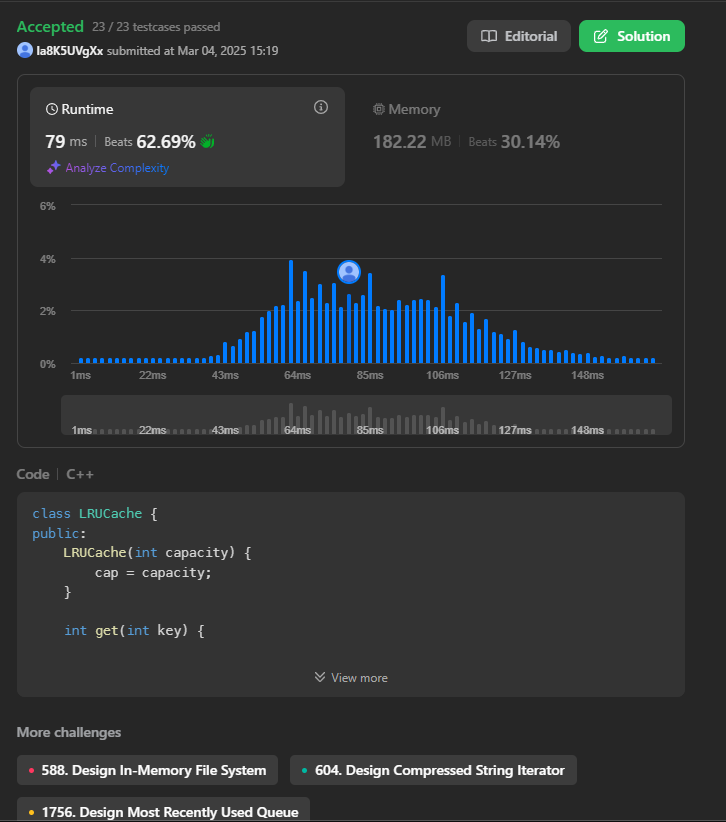 Accepted 23 / 23 testcases passed
Ia8K5UVgXx submitted at Mar 04, 2025 15:19
Editorial
Solution
Runtime
79 ms | Beats 62.69%
Analyze Complexity
Memory
182.22 MB | Beats 30.14%
6%
4%
2%
0%
1ms 22ms 43ms 64ms 85ms 106ms 127ms 148ms
1ms 22ms 43ms 64ms 85ms 106ms 127ms 148ms
Code | C++
class LRUCache {
public:
    LRUCache(int capacity) {
        cap = capacity;
    }
    int get(int key) {
View more
More challenges
588. Design In-Memory File System
604. Design Compressed String Iterator
1756. Design Most Recently Used Queue